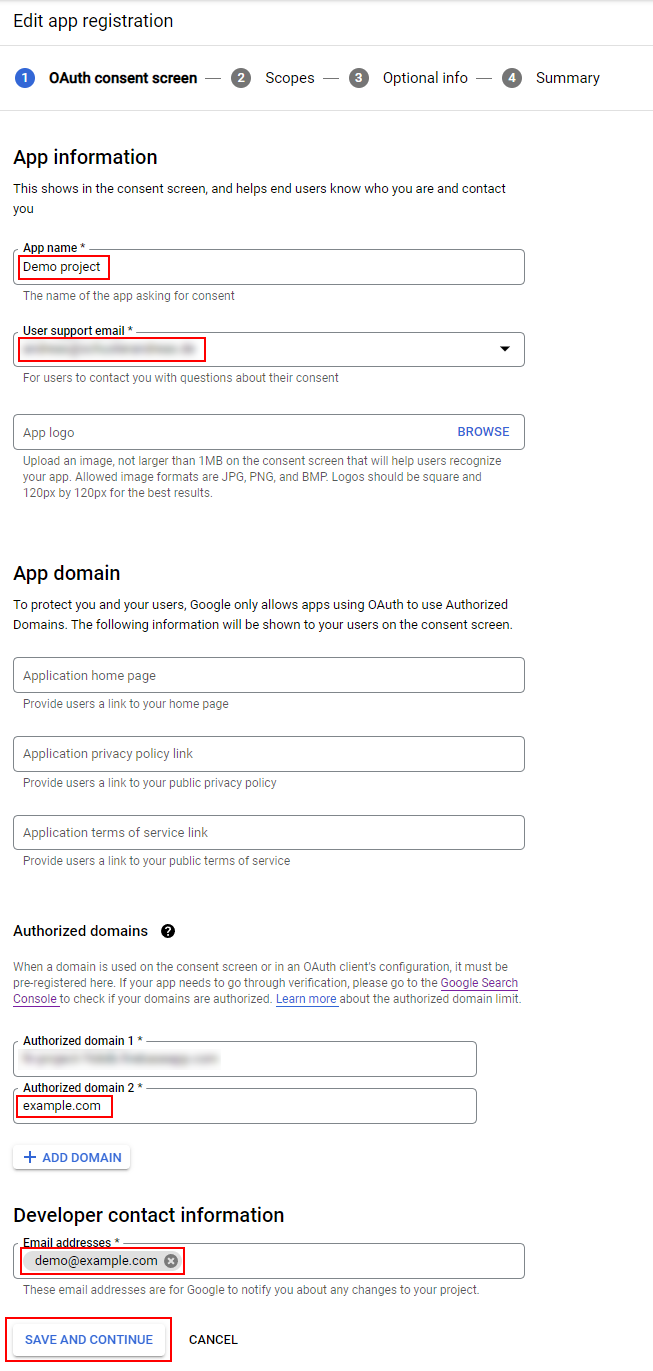 Edit app registration
1 OAuth consent screen — 2 Scopes — 3 Optional info — 4 Summary
App information
This shows in the consent screen, and helps end users know who you are and contact
you
App name *
Demo project
The name of the app asking for consent
User support email *
For users to contact you with questions about their consent
App logo BROWSE
Upload an image, not larger than 1MB on the consent screen that will help users recognize
your app. Allowed image formats are JPG, PNG, and BMP. Logos should be square and
120px by 120px for the best results.
App domain
To protect you and your users, Google only allows apps using OAuth to use Authorized
Domains. The following information will be shown to your users on the consent screen.
Application home page
Provide users a link to your home page
Application privacy policy link
Provide users a link to your public privacy policy
Application terms of service link
Provide users a link to your public terms of service
Authorized domains ?
When a domain is used on the consent screen or in an OAuth client's configuration, it must be
pre-registered here. If your app needs to go through verification, please go to the Google Search
Console to check if your domains are authorized. Learn more about the authorized domain limit.
Authorized domain 1 *
Authorized domain 2 *
example.com
+ ADD DOMAIN
Developer contact information
Email addresses *
demo@example.com
These email addresses are for Google to notify you about any changes to your project.
SAVE AND CONTINUE CANCEL